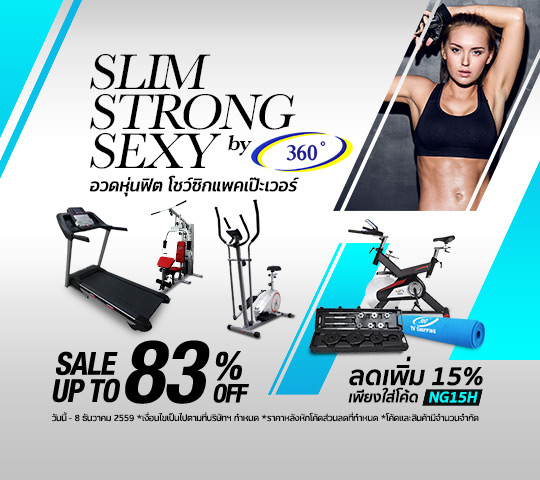 SLIM
STRONG
SEXY by 360°
อวดหุ่นฟิต โชว์ซิกแพคเป๊ะเวอร์
TV SHOPPING
SALE
UP TO 83% OFF
ลดเพิ่ม 15%
เพียงใส่โค้ด NG15H
วันนี้ - 8 ธันวาคม 2559 *เงื่อนไขเป็นไปตามที่บริษัทฯ กำหนด *ราคาหลังหักโค้ดส่วนลดที่กำหนด *โค้ดและสินค้ามีจำนวนจำกัด